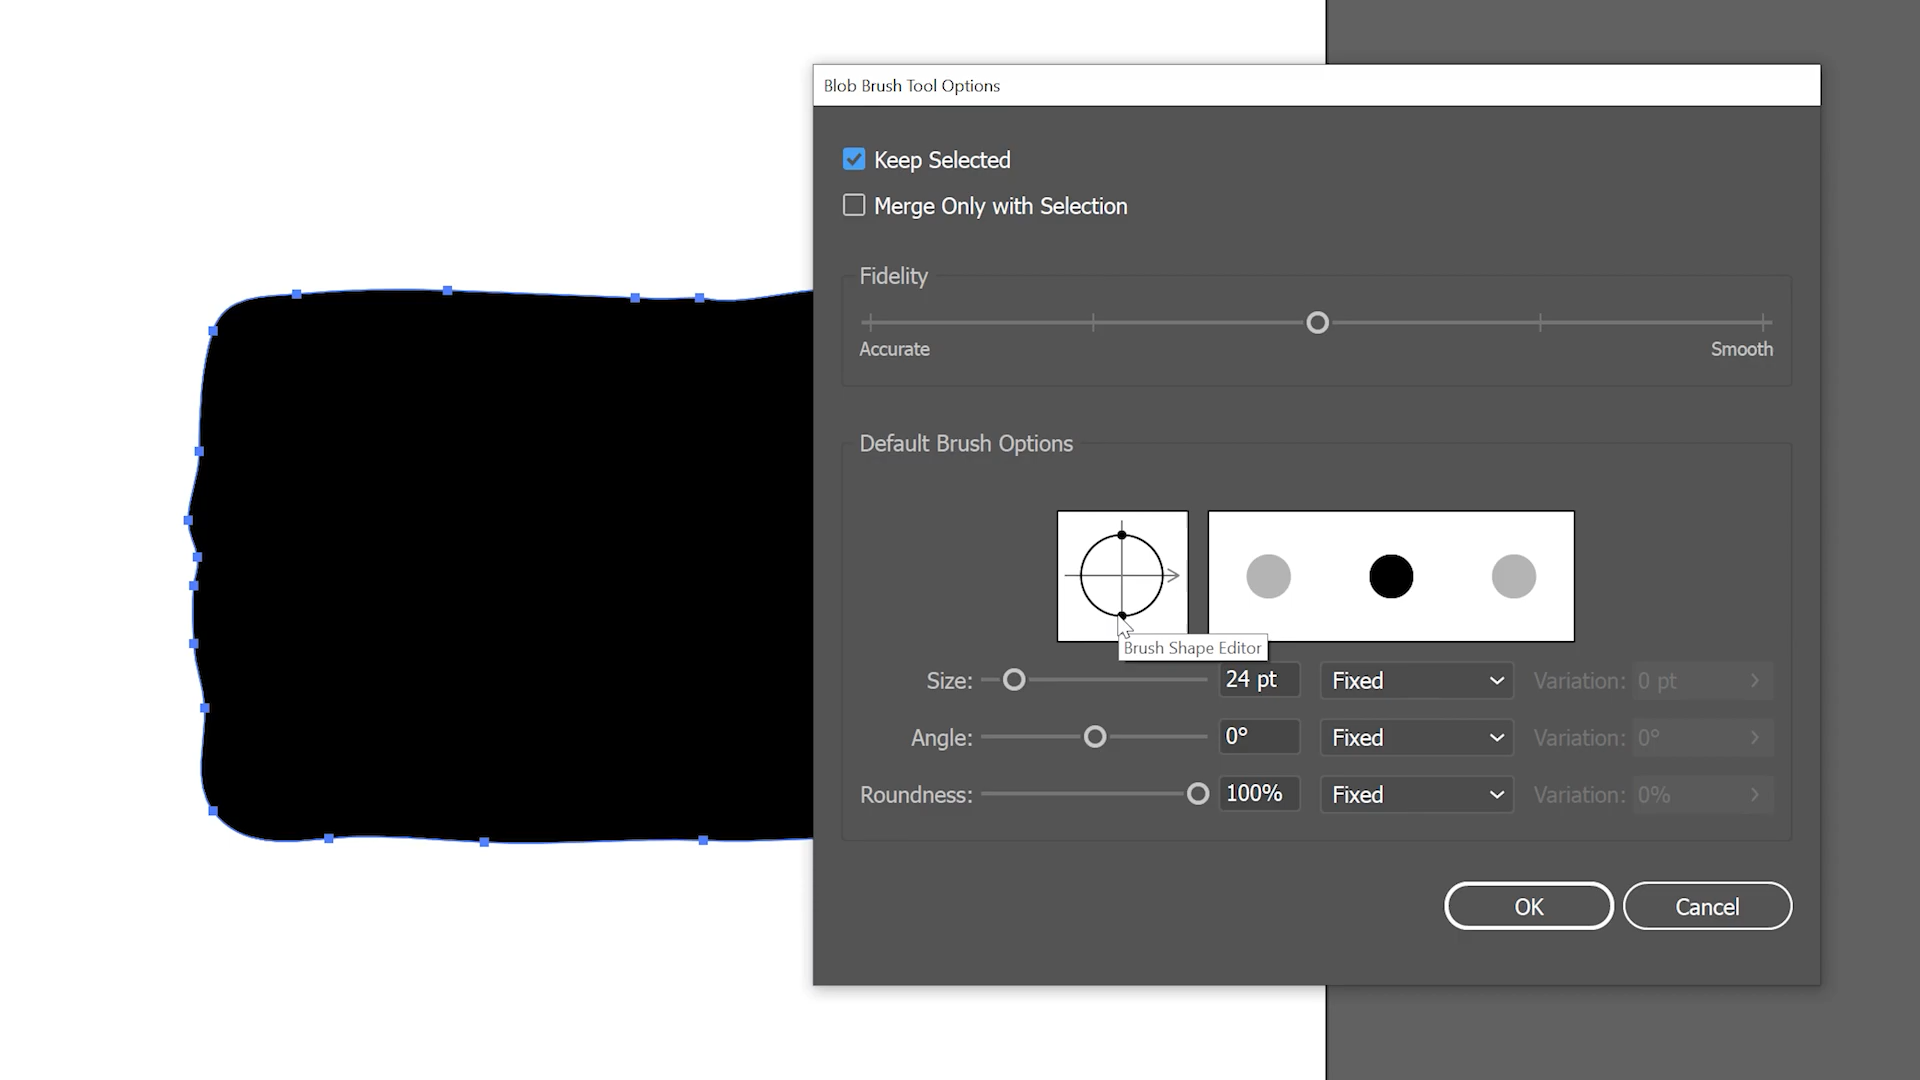 Blob Brush Tool Options
Keep Selected
Merge Only with Selection
Fidelity
Accurate
Smooth
Default Brush Options
Brush Shape Editor
Size: 24 pt Fixed Variation: 0 pt
Angle: 0° Fixed Variation: 0°
Roundness: 100% Fixed Variation: 0%
OK
Cancel